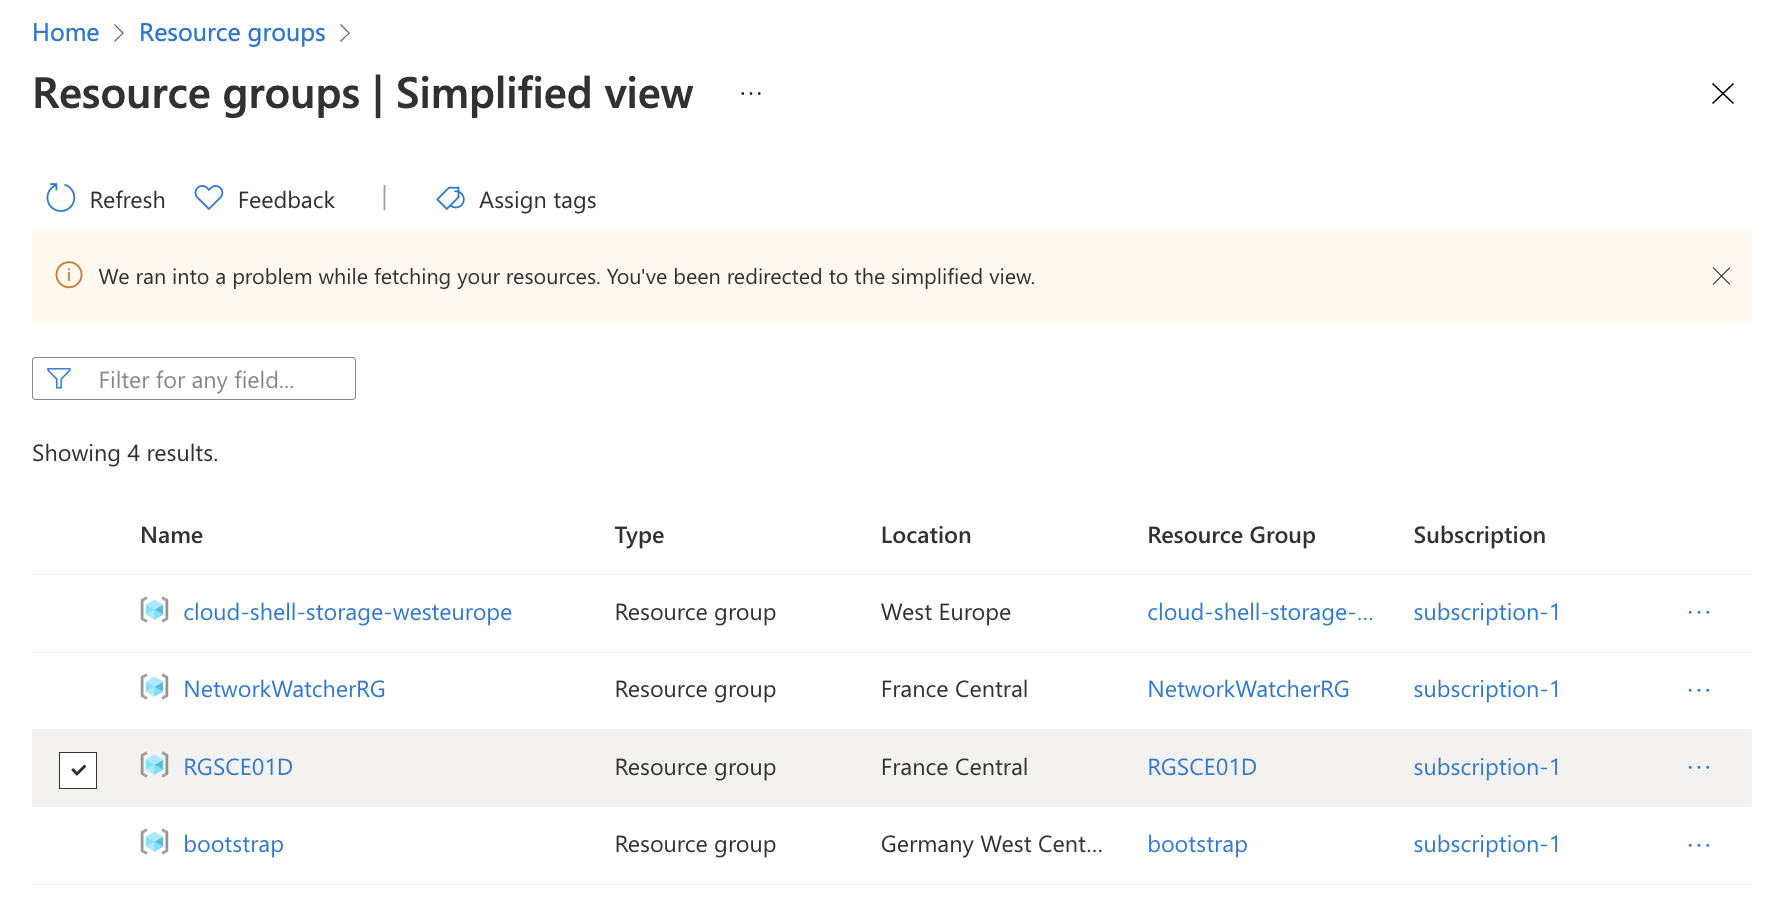 Home > Resource groups >
Resource groups | Simplified view ...
Refresh Feedback | Assign tags
We ran into a problem while fetching your resources. You've been redirected to the simplified view.
Filter for any field...
Showing 4 results.
Name Type Location Resource Group Subscription
cloud-shell-storage-westeurope Resource group West Europe cloud-shell-storage-... subscription-1 ...
NetworkWatcherRG Resource group France Central NetworkWatcherRG subscription-1 ...
RGSCE01D Resource group France Central RGSCE01D subscription-1 ...
bootstrap Resource group Germany West Cent... bootstrap subscription-1 ...